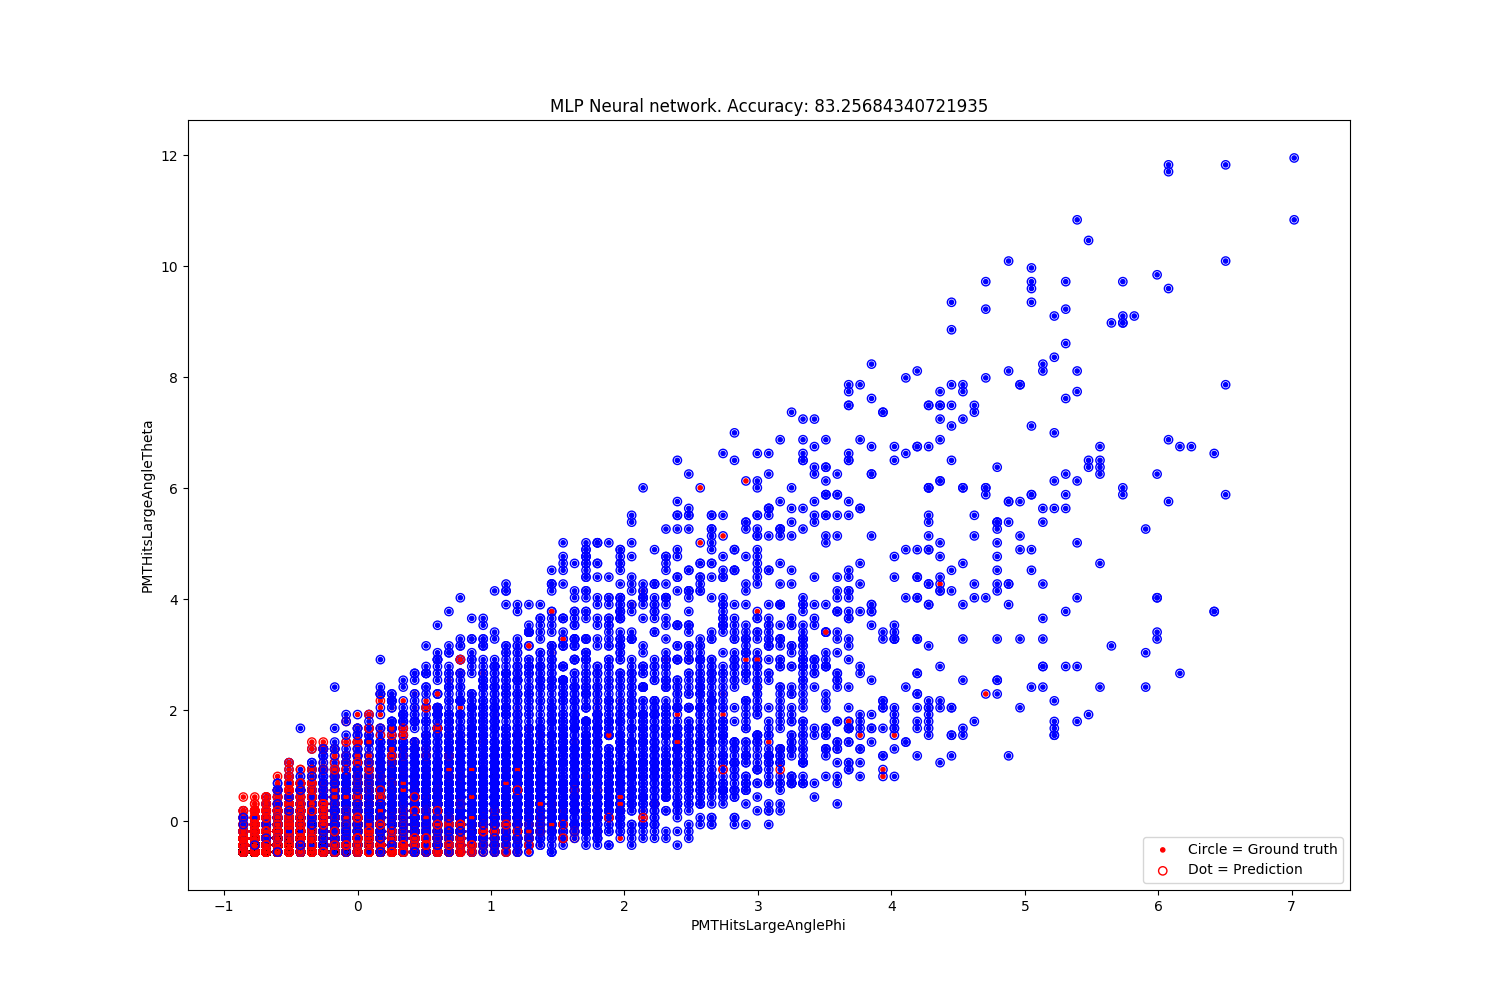 MLP Neural network. Accuracy: 83.25684340721935
12
10
8
6
4
2
0
PMTHitsLargeAngleTheta
Circle = Ground truth
Dot = Prediction
−1 0 1 2 3 4 5 6 7
PMTHitsLargeAnglePhi